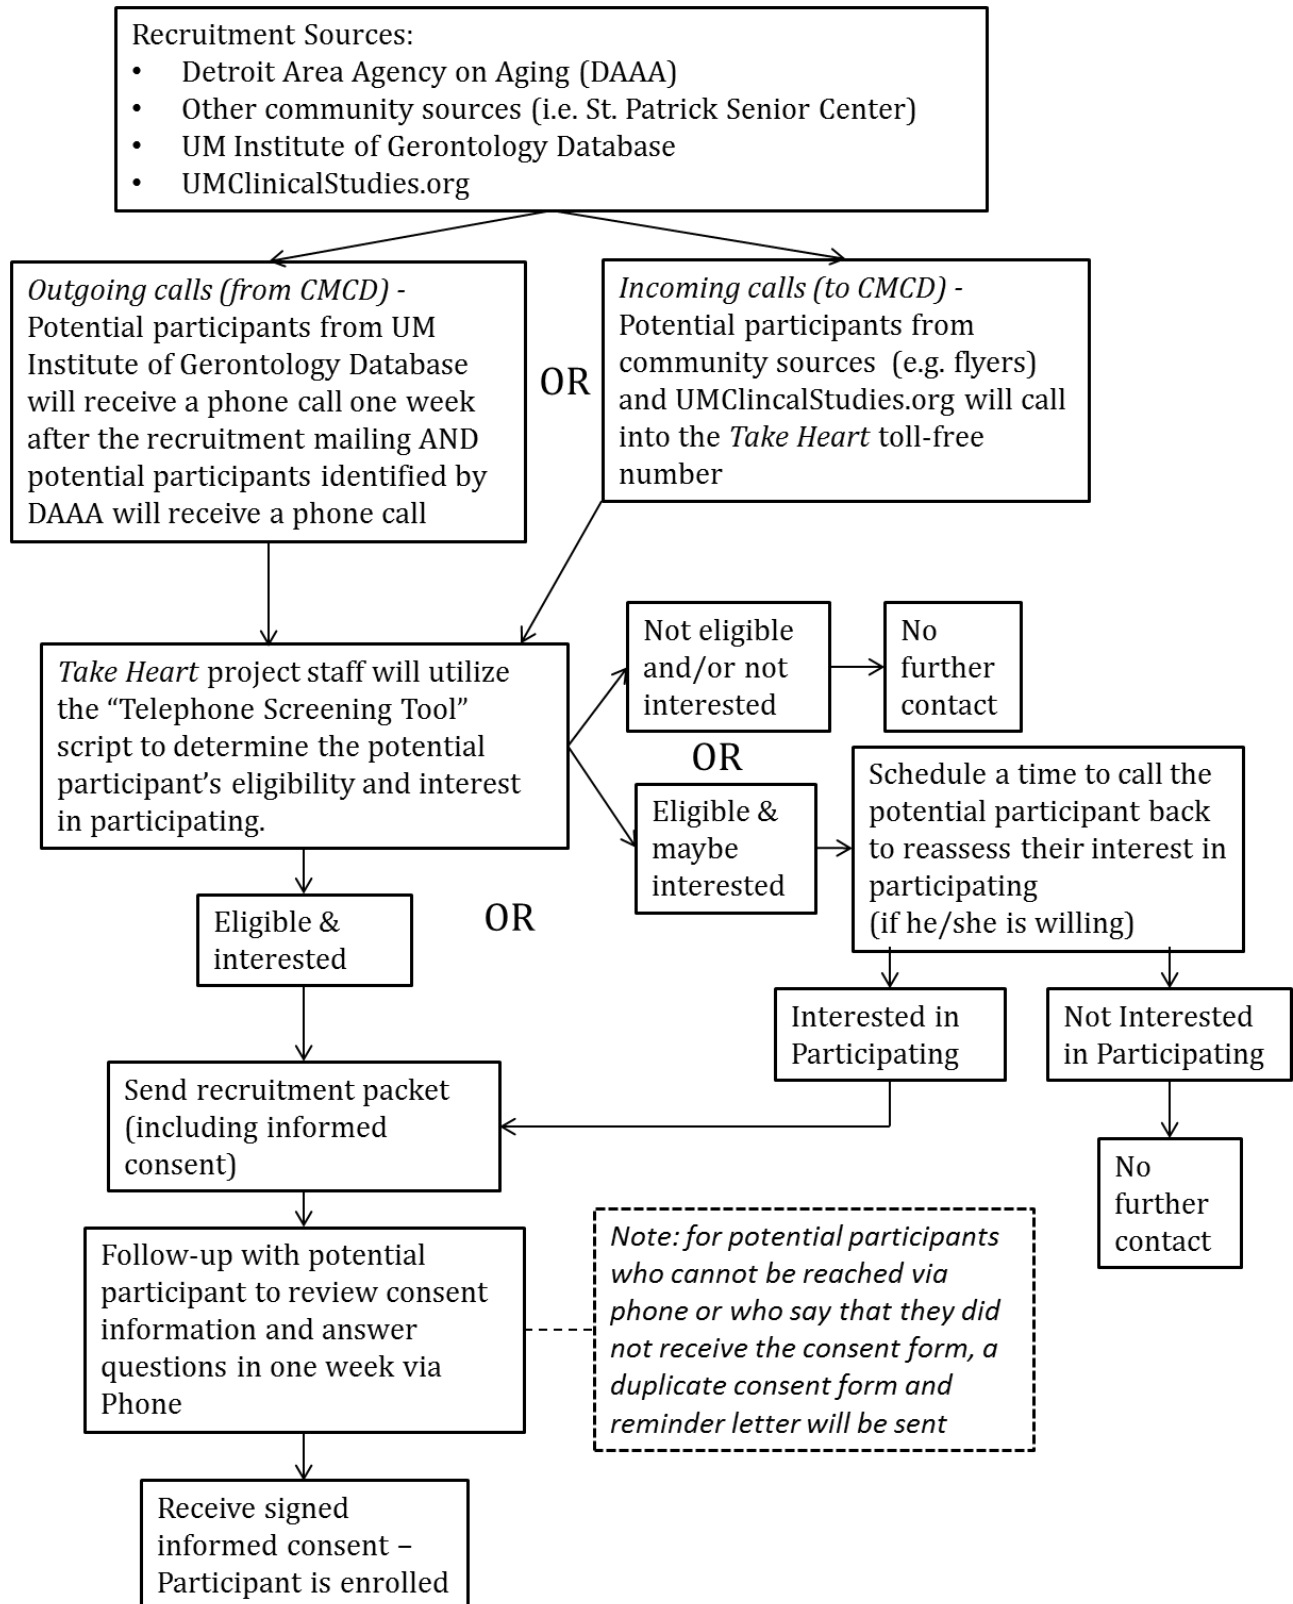 Recruitment Sources:
• Detroit Area Agency on Aging (DAAA)
• Other community sources (i.e. St. Patrick Senior Center)
• UM Institute of Gerontology Database
• UMClinicalStudies.org
Outgoing calls (from CMCD) -
Potential participants from UM
Institute of Gerontology Database
will receive a phone call one week
after the recruitment mailing AND
potential participants identified by
DAAA will receive a phone call
OR
Incoming calls (to CMCD) -
Potential participants from
community sources (e.g. flyers)
and UMClincalStudies.org will call
into the Take Heart toll-free
number
Take Heart project staff will utilize
the “Telephone Screening Tool”
script to determine the potential
participant’s eligibility and interest
in participating.
Not eligible
and/or not
interested
No
further
contact
OR
Eligible &
maybe
interested
Schedule a time to call the
potential participant back
to reassess their interest in
participating
(if he/she is willing)
Eligible &
interested
OR
Interested in
Participating
Not Interested
in Participating
Send recruitment packet
(including informed
consent)
No
further
contact
Follow-up with potential
participant to review consent
information and answer
questions in one week via
Phone
Note: for potential participants
who cannot be reached via
phone or who say that they did
not receive the consent form, a
duplicate consent form and
reminder letter will be sent
Receive signed
informed consent –
Participant is enrolled